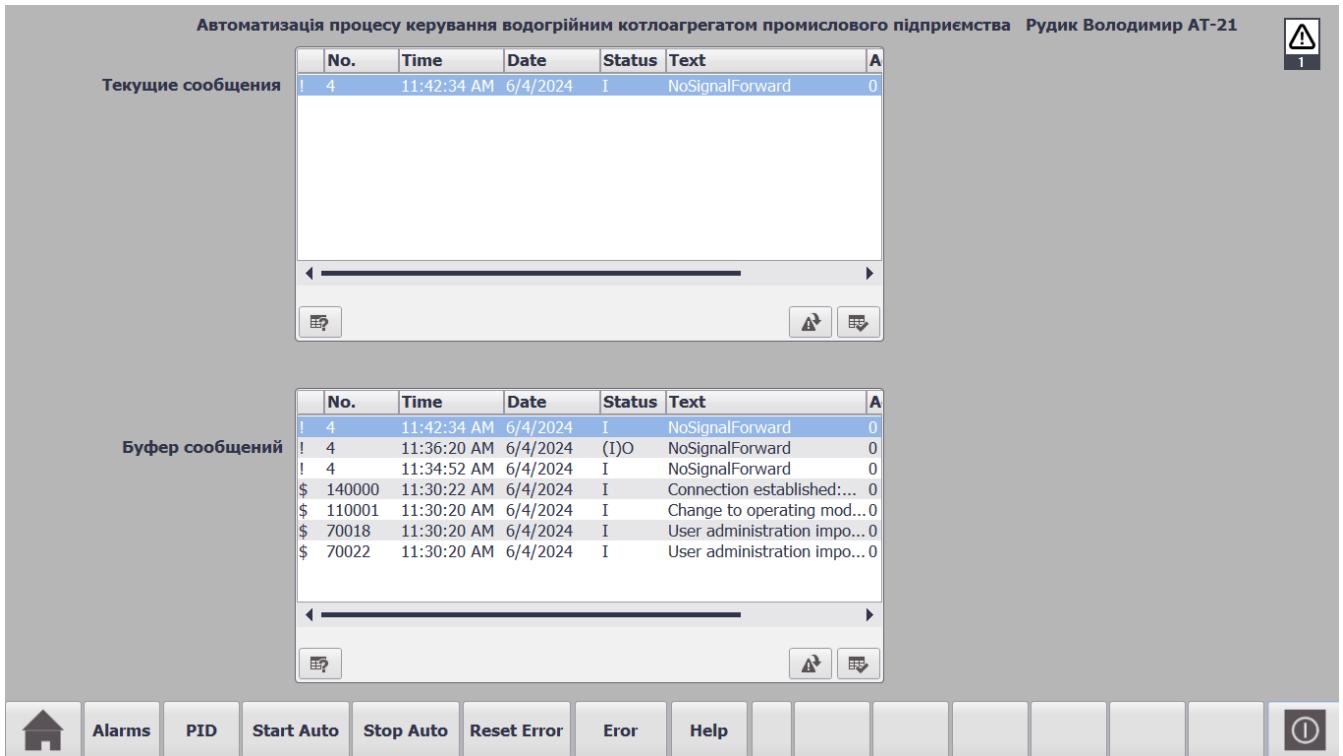 Автоматизація процесу керування водогрійним котлоагрегатом промислового підприємства Рудик Володимир АТ-21
1
No. Time Date Status Text A
Текущие сообщения
! 4 11:42:34 AM 6/4/2024 I NoSignalForward 0
No. Time Date Status Text A
Буфер сообщений
! 4 11:42:34 AM 6/4/2024 I NoSignalForward 0
! 4 11:36:20 AM 6/4/2024 (I)O NoSignalForward 0
! 4 11:34:52 AM 6/4/2024 I NoSignalForward 0
$ 140000 11:30:22 AM 6/4/2024 I Connection established:... 0
$ 110001 11:30:20 AM 6/4/2024 I Change to operating mod... 0
$ 70018 11:30:20 AM 6/4/2024 I User administration impo... 0
$ 70022 11:30:20 AM 6/4/2024 I User administration impo... 0
Alarms PID Start Auto Stop Auto Reset Error Eror Help